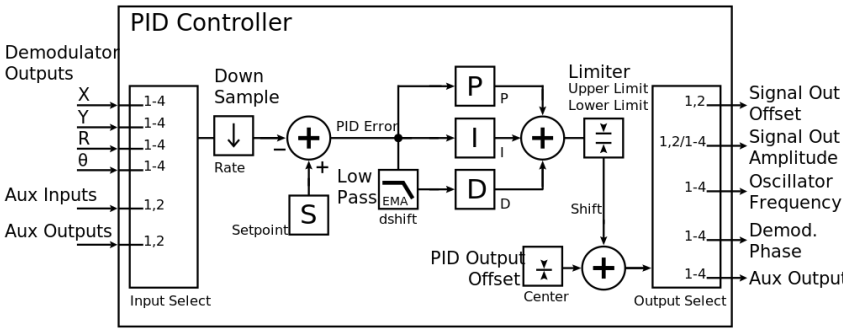 PID Controller
Demodulator
Outputs
X
Y
R
θ
Aux Inputs
Aux Outputs
1-4
1-4
1-4
1-4
1,2
1,2
Input Select
Down
Sample
↓
Rate
−
+
+
PID Error
S
Setpoint
Low
Pass
EMA
dshift
P
P
I
I
D
D
+
Limiter
Upper Limit
Lower Limit
Shift
PID Output
Offset
Center
+
1,2
1,2/1-4
1-4
1-4
1-4
Output Select
Signal Out
Offset
Signal Out
Amplitude
Oscillator
Frequency
Demod.
Phase
Aux Output